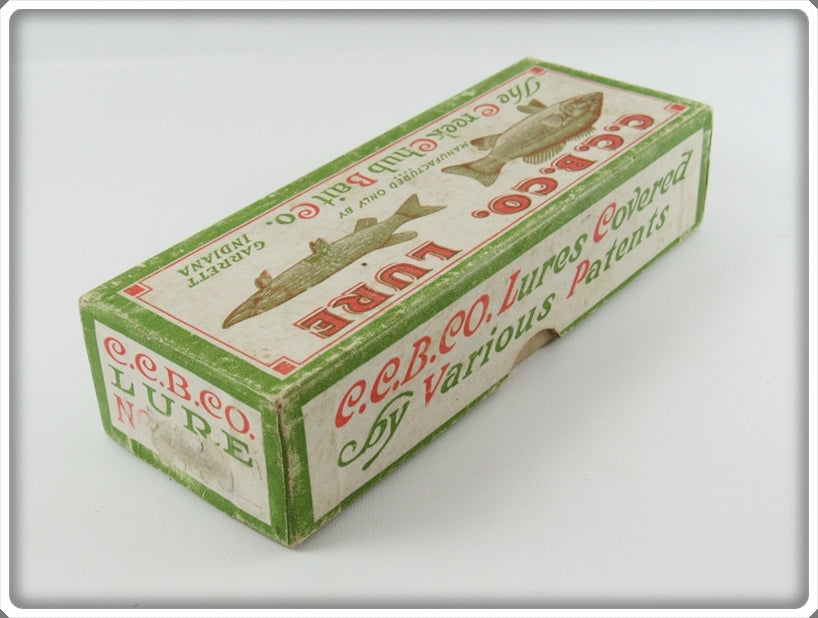 C.C.B.CO. LURE
MANUFACTURED ONLY BY
The Creek Chub Bait Co.
GARRETT
INDIANA
C.C.B.CO. Lures Covered
by Various Patents
C.C.B.CO.
LURE
No